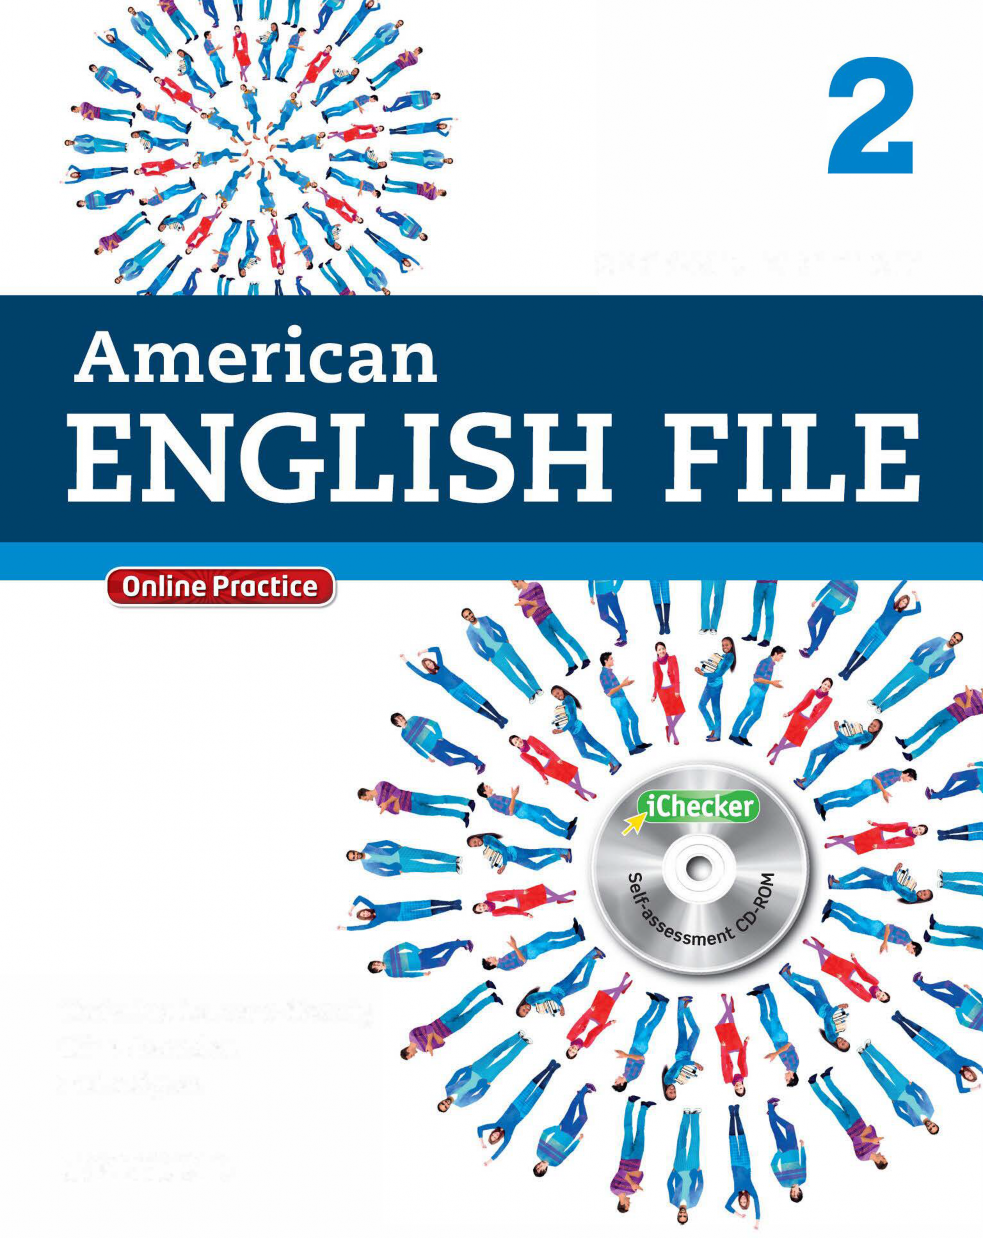 2
American
ENGLISH FILE
Online Practice
iChecker
Self-assessment CD-ROM